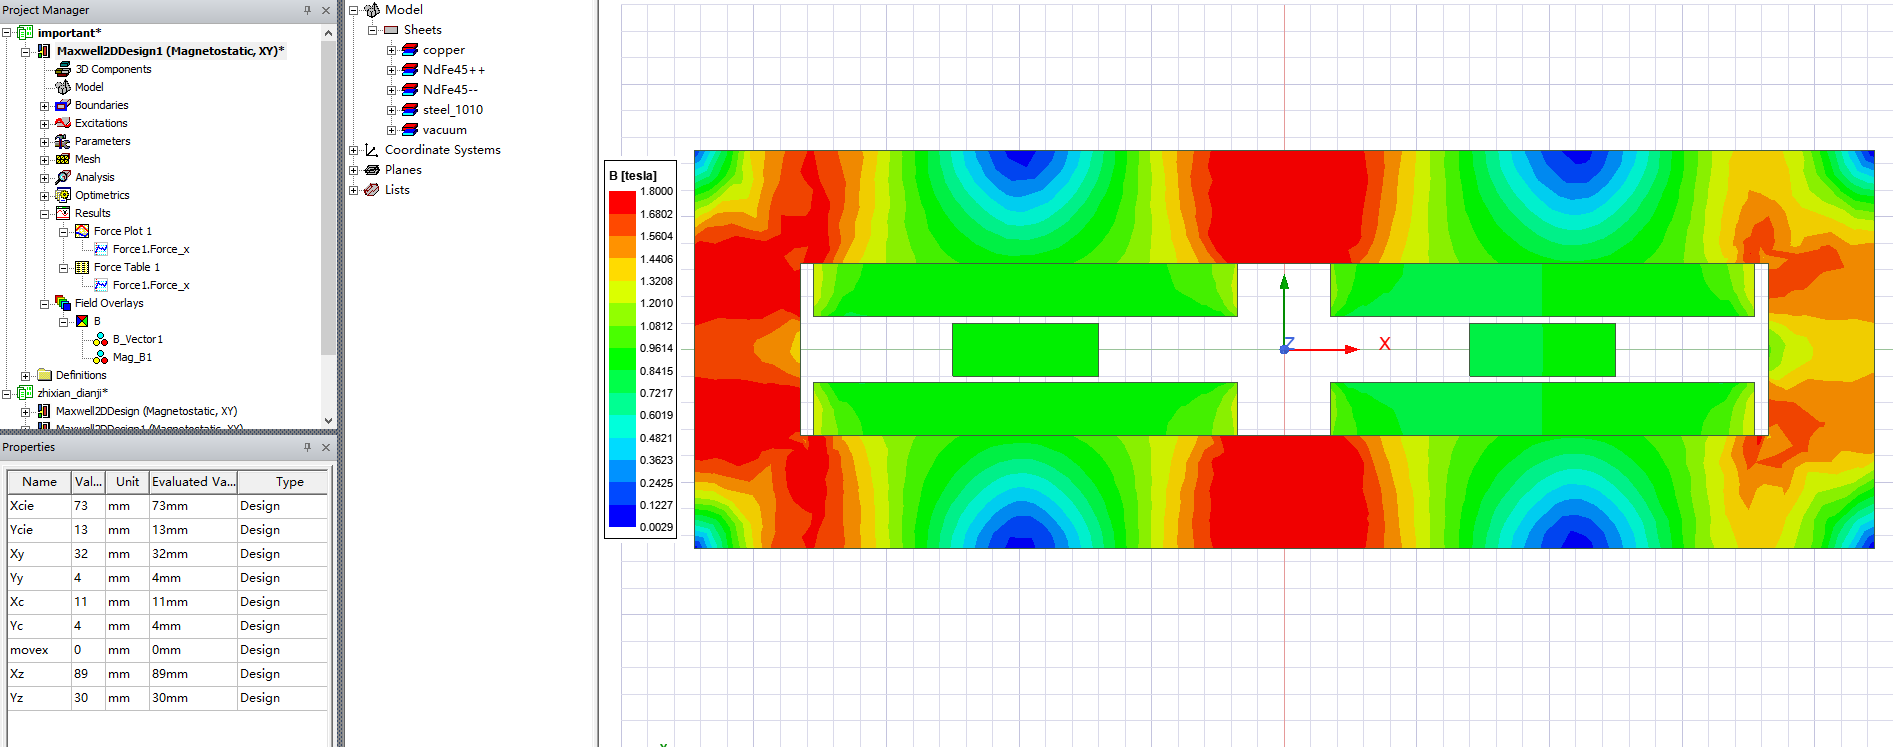 Project Manager
important*
Maxwell2DDesign1 (Magnetostatic, XY)*
3D Components
Model
Boundaries
Excitations
Parameters
Mesh
Analysis
Optimetrics
Results
Force Plot 1
Force1.Force_x
Force Table 1
Force1.Force_x
Field Overlays
B
B_Vector1
Mag_B1
Definitions
zhixian_dianji*
Maxwell2DDesign (Magnetostatic, XY)
Maxwell2DDesign1 (Magnetostatic, XY)
Properties
Name Val... Unit Evaluated Va... Type
Xcie 73 mm 73mm Design
Ycie 13 mm 13mm Design
Xy 32 mm 32mm Design
Yy 4 mm 4mm Design
Xc 11 mm 11mm Design
Yc 4 mm 4mm Design
movex 0 mm 0mm Design
Xz 89 mm 89mm Design
Yz 30 mm 30mm Design
Model
Sheets
copper
NdFe45++
NdFe45--
steel_1010
vacuum
Coordinate Systems
Planes
Lists
B [tesla]
1.8000
1.6802
1.5604
1.4406
1.3208
1.2010
1.0812
0.9614
0.8415
0.7217
0.6019
0.4821
0.3623
0.2425
0.1227
0.0029
Z
X